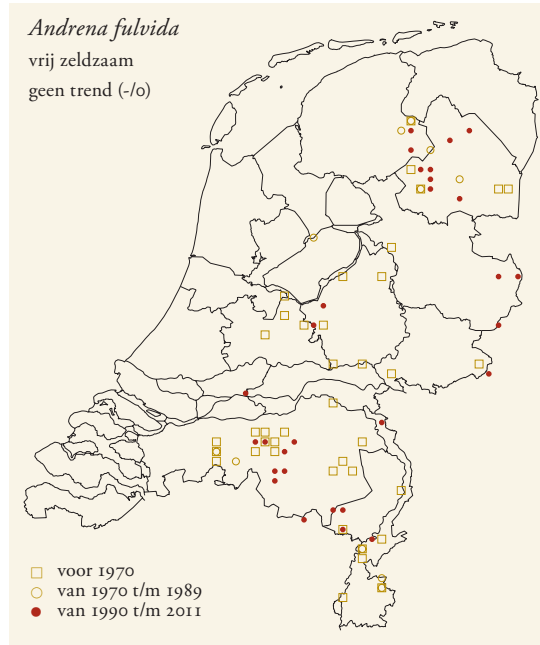 Andrena fulvida
vrij zeldzaam
geen trend (-/0)
voor 1970
van 1970 t/m 1989
van 1990 t/m 2011